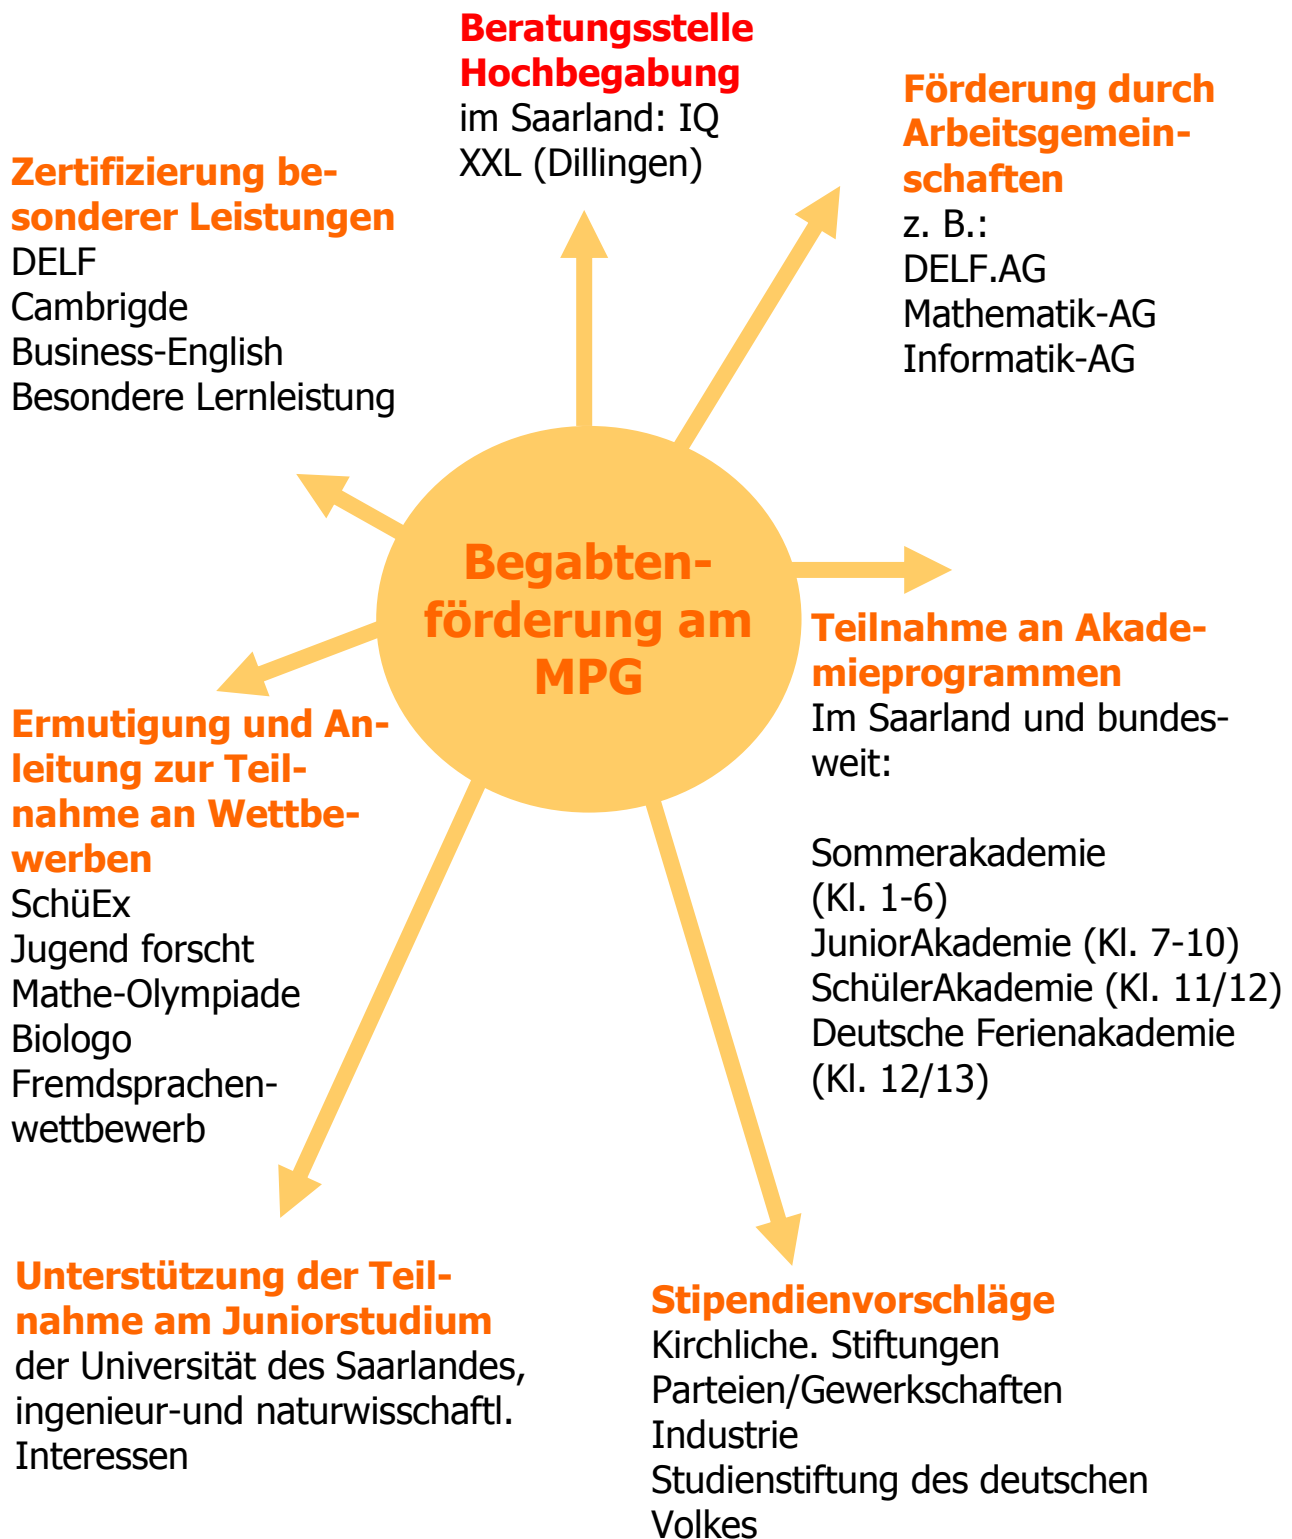 Beratungsstelle
Hochbegabung
im Saarland: IQ
XXL (Dillingen)
Förderung durch
Arbeitsgemein-
schaften
z. B.:
DELF.AG
Mathematik-AG
Informatik-AG
Zertifizierung be-
sonderer Leistungen
DELF
Cambrigde
Business-English
Besondere Lernleistung
Begabten-
förderung am
MPG
Teilnahme an Akade-
mieprogrammen
Im Saarland und bundes-
weit:
Sommerakademie
(Kl. 1-6)
JuniorAkademie (Kl. 7-10)
SchülerAkademie (Kl. 11/12)
Deutsche Ferienakademie
(Kl. 12/13)
Ermutigung und An-
leitung zur Teil-
nahme an Wettbe-
werben
SchüEx
Jugend forscht
Mathe-Olympiade
Biologo
Fremdsprachen-
wettbewerb
Unterstützung der Teil-
nahme am Juniorstudium
der Universität des Saarlandes,
ingenieur-und naturwisschaftl.
Interessen
Stipendienvorschläge
Kirchliche. Stiftungen
Parteien/Gewerkschaften
Industrie
Studienstiftung des deutschen
Volkes